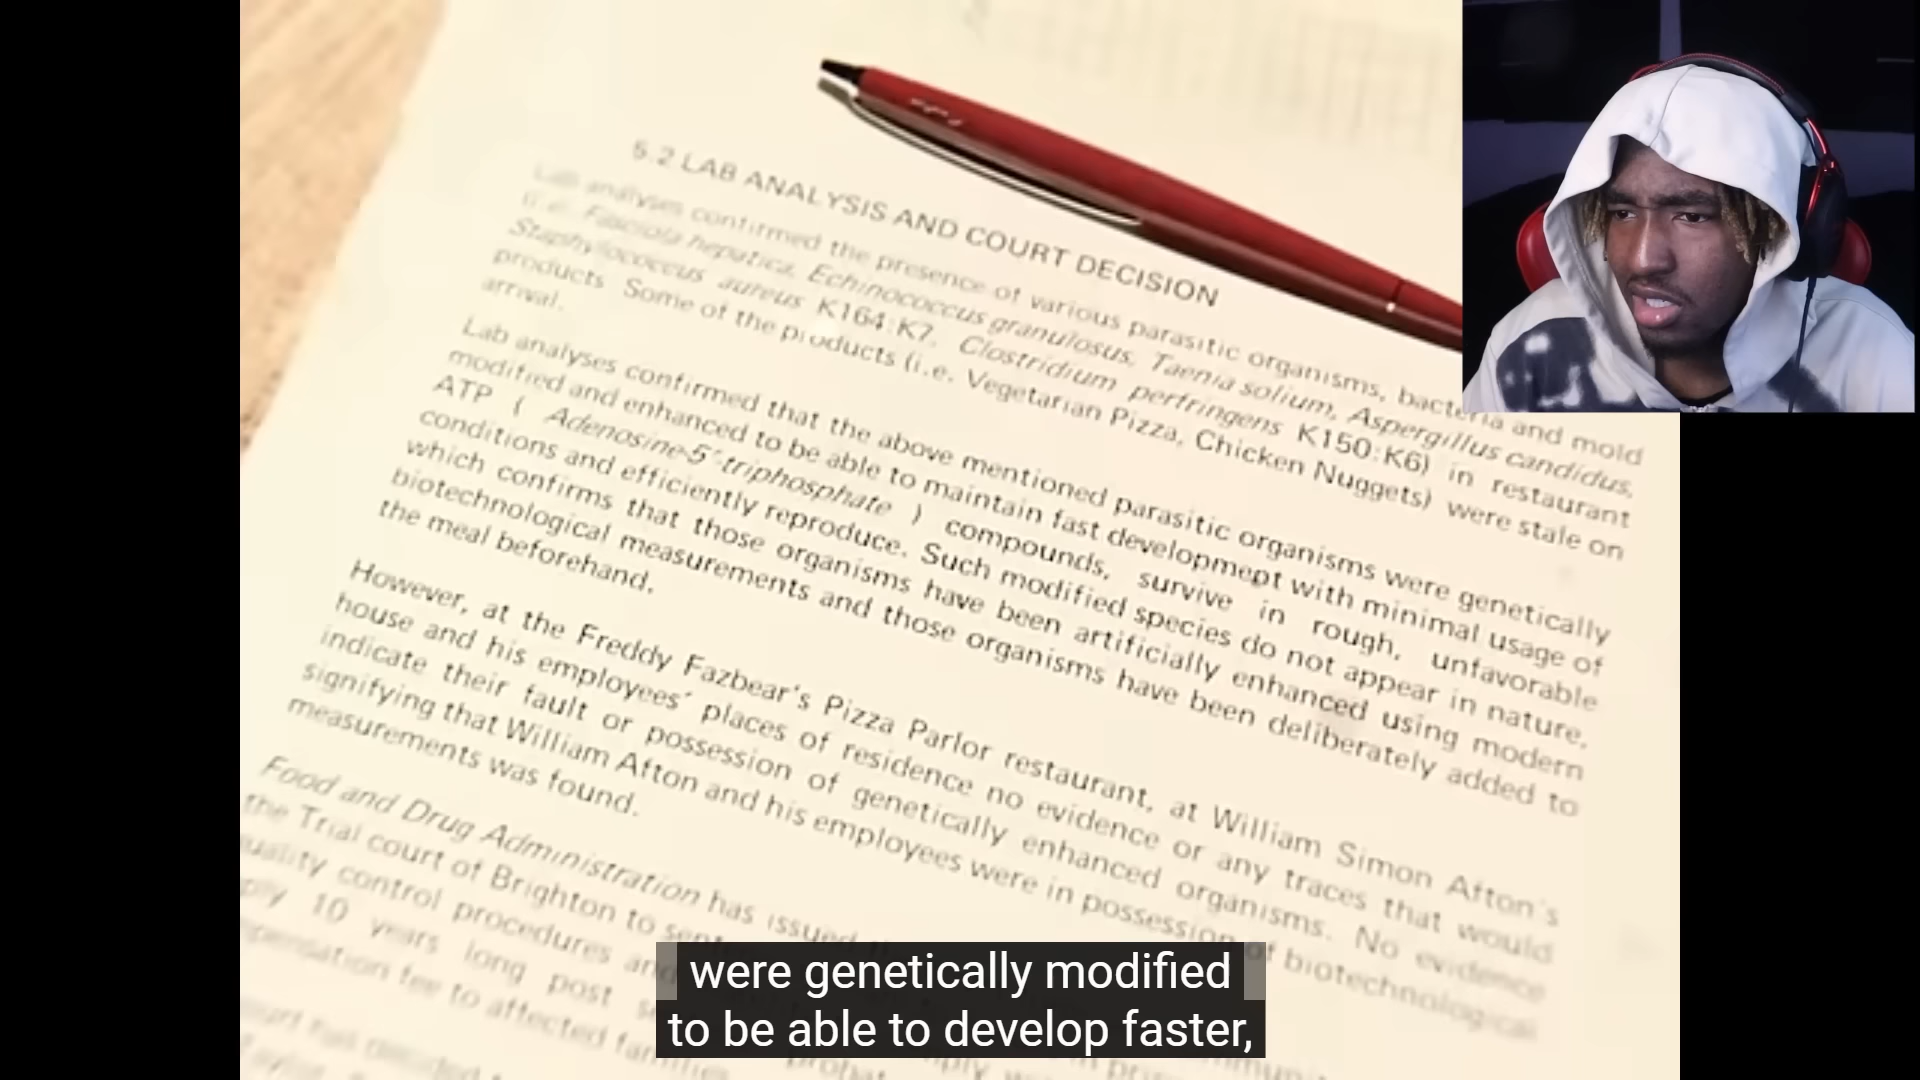 5.2 LAB ANALYSIS AND COURT DECISION
Lab analyses confirmed the presence of various parasitic organisms, bacteria and mold
(i.e. Fasciola hepatica, Echinococcus granulosus, Taenia solium, Aspergillus candidus,
Staphylococcus aureus K164:K7, Clostridium perfringens K150:K6) in restaurant
products Some of the products (i.e. Vegetarian Pizza, Chicken Nuggets) were stale on
arrival.
Lab analyses confirmed that the above mentioned parasitic organisms were genetically
modified and enhanced to be able to maintain fast development with minimal usage of
ATP ( Adenosine-5'-triphosphate ) compounds, survive in rough, unfavorable
conditions and efficiently reproduce. Such modified species do not appear in nature,
which confirms that those organisms have been artificially enhanced using modern
biotechnological measurements and those organisms have been deliberately added to
the meal beforehand.
However, at the Freddy Fazbear's Pizza Parlor restaurant, at William Simon Afton's
house and his employees' places of residence no evidence or any traces that would
indicate their fault or possession of genetically enhanced organisms. No evidence
signifying that William Afton and his employees were in possession of biotechnological
measurements was found.
Food and Drug Administration has issued
the Trial court of Brighton to
quality control procedures and
10 years long post
fee to affected families
were genetically modified
to be able to develop faster,